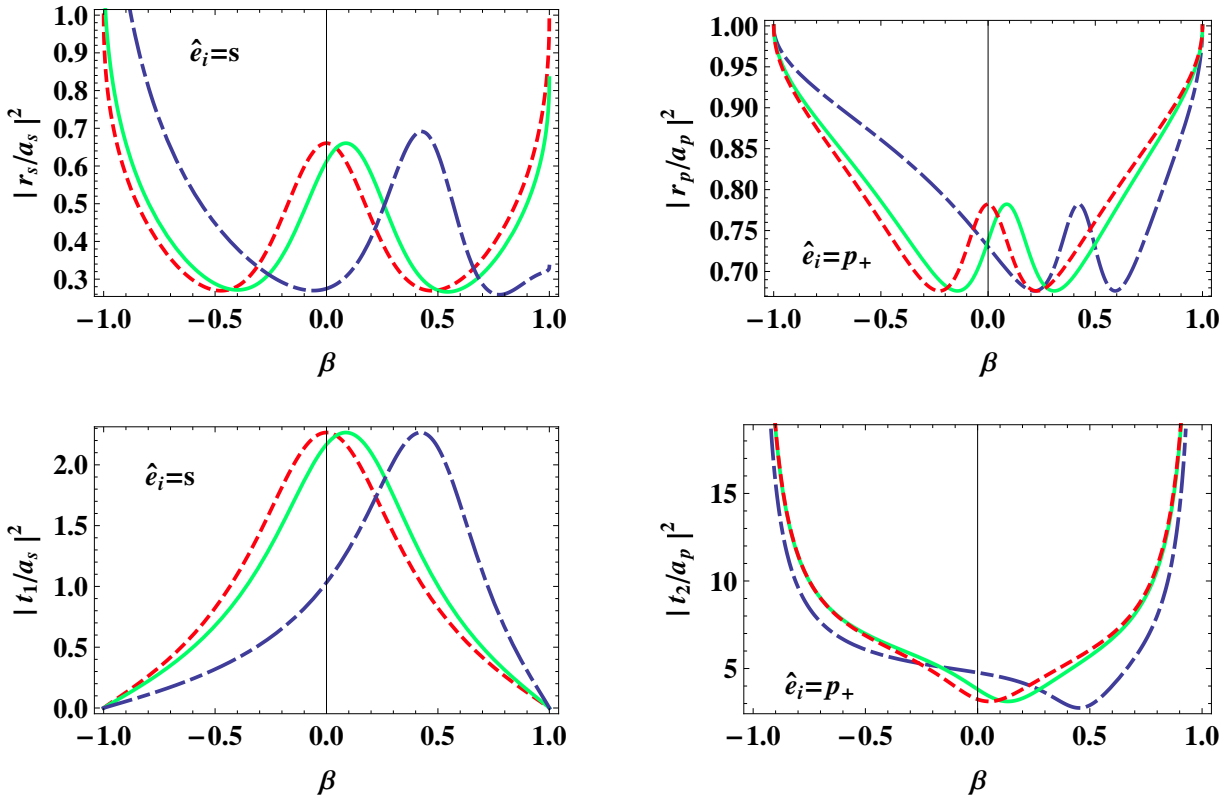 1.0
0.9
0.8
0.7
0.6
0.5
0.4
0.3
|r_s/a_s|^2
ê_i=s
−1.0 −0.5 0.0 0.5 1.0
β
1.00
0.95
0.90
0.85
0.80
0.75
0.70
|r_p/a_p|^2
ê_i=p_+
−1.0 −0.5 0.0 0.5 1.0
β
2.0
1.5
1.0
0.5
0.0
|t_1/a_s|^2
ê_i=s
−1.0 −0.5 0.0 0.5 1.0
β
15
10
5
|t_2/a_p|^2
ê_i=p_+
−1.0 −0.5 0.0 0.5 1.0
β